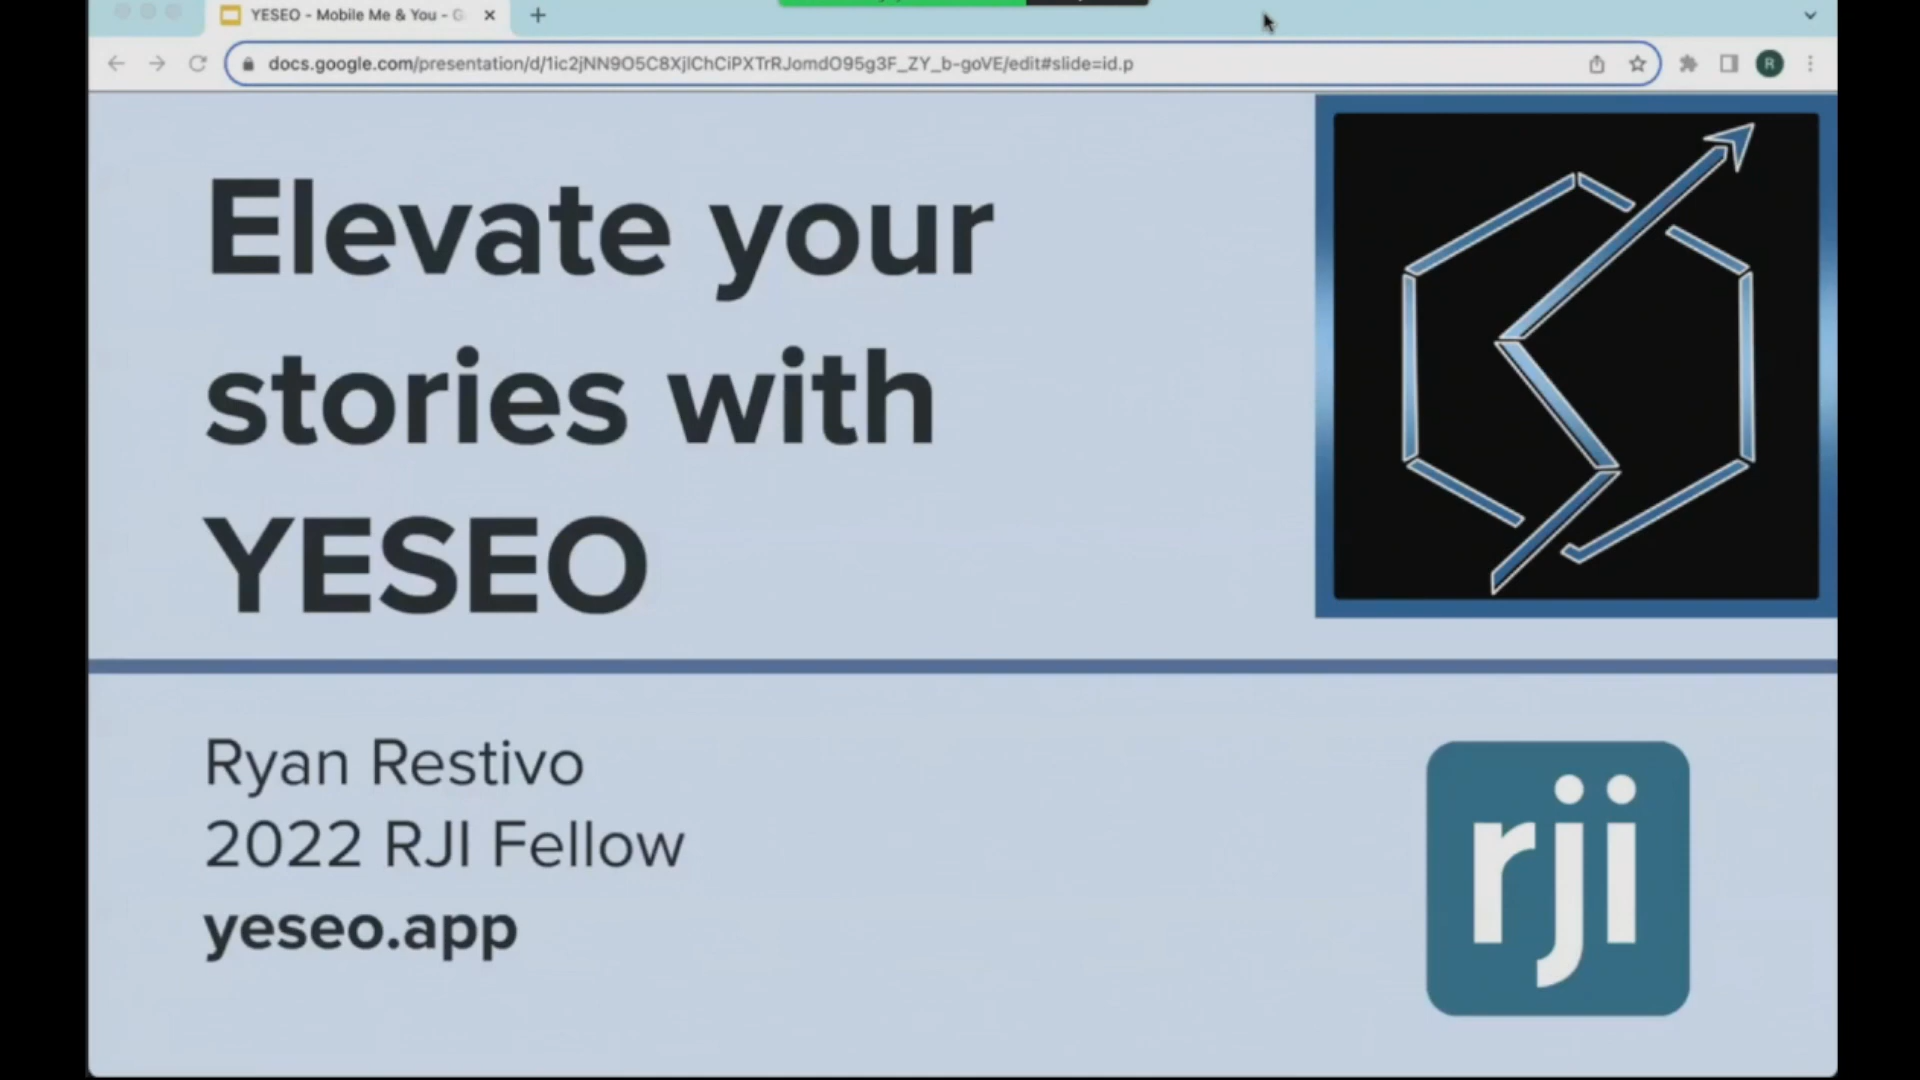 YESEO - Mobile Me & You - G
docs.google.com/presentation/d/1ic2jNN9O5C8XjlChCiPXTrRJomdO95g3F_ZY_b-goVE/edit#slide=id.p
R
Elevate your
stories with
YESEO
Ryan Restivo
2022 RJI Fellow
yeseo.app
rji